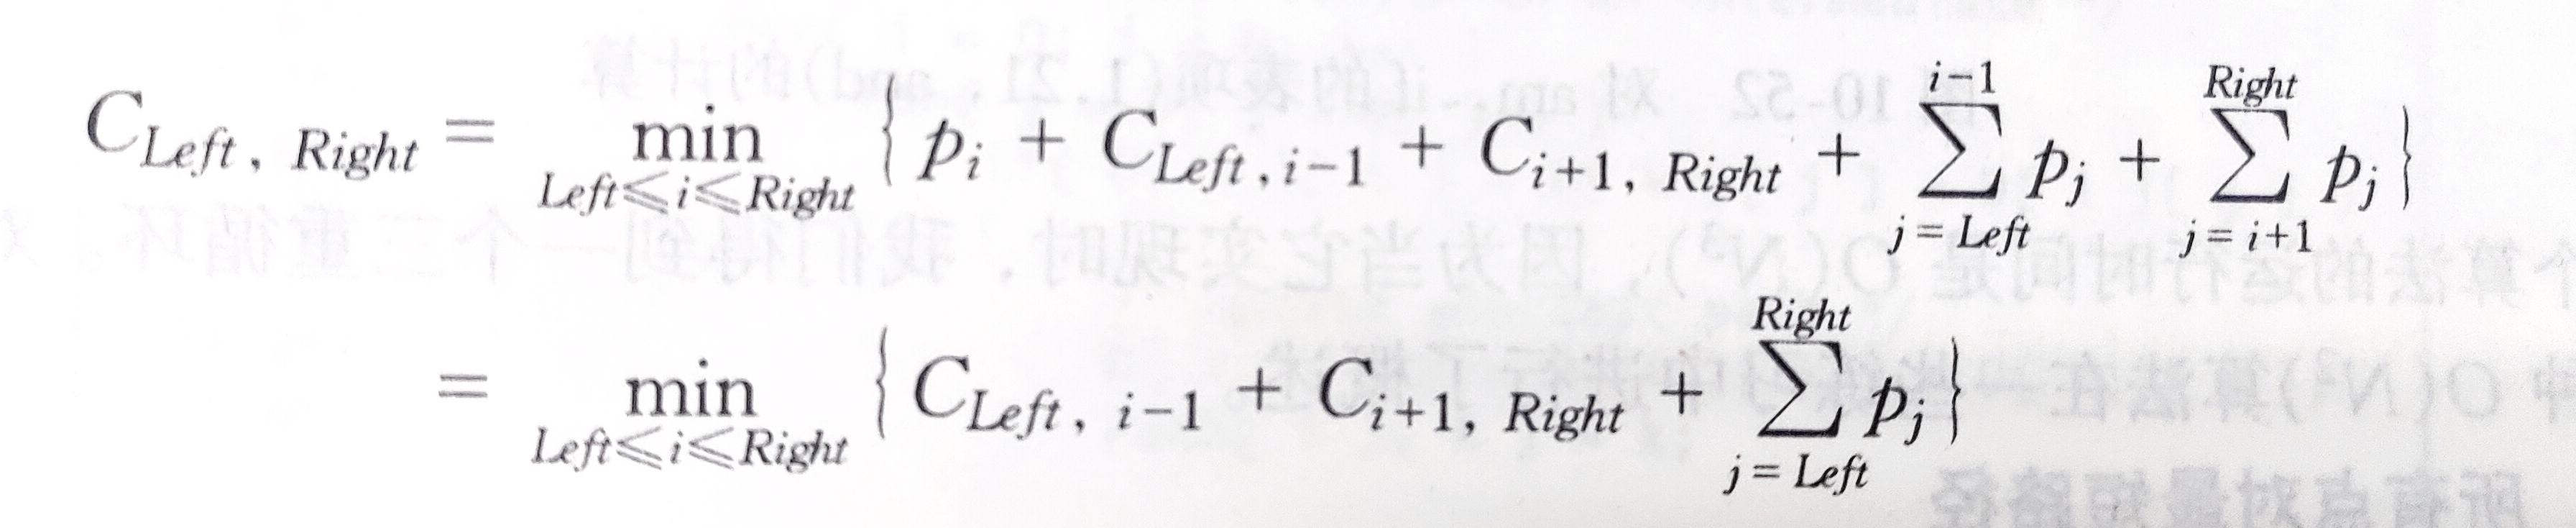 C_{Left, Right} = \min_{Left \leqslant i \leqslant Right} \left\{ p_i + C_{Left, i-1} + C_{i+1, Right} + \sum_{j=Left}^{i-1} p_j + \sum_{j=i+1}^{Right} p_j \right\}
= \min_{Left \leqslant i \leqslant Right} \left\{ C_{Left, i-1} + C_{i+1, Right} + \sum_{j=Left}^{Right} p_j \right\}